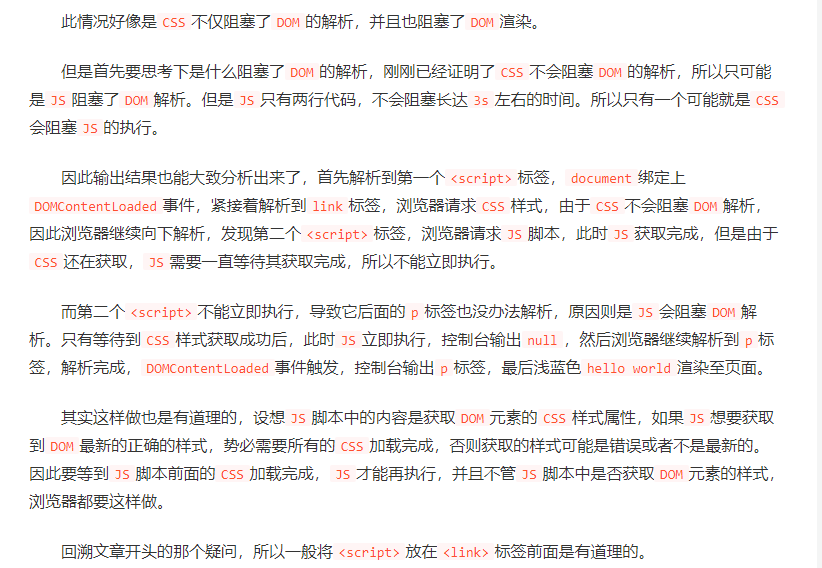 此情况好像是 CSS 不仅阻塞了 DOM 的解析，并且也阻塞了 DOM 渲染。
但是首先要思考下是什么阻塞了 DOM 的解析，刚刚已经证明了 CSS 不会阻塞 DOM 的解析，所以只可能
是 JS 阻塞了 DOM 解析。但是 JS 只有两行代码，不会阻塞长达 3s 左右的时间。所以只有一个可能就是 CSS
会阻塞 JS 的执行。
因此输出结果也能大致分析出来了，首先解析到第一个 <script> 标签， document 绑定上
DOMContentLoaded 事件，紧接着解析到 link 标签，浏览器请求 CSS 样式，由于 CSS 不会阻塞 DOM 解析，
因此浏览器继续向下解析，发现第二个 <script> 标签，浏览器请求 JS 脚本，此时 JS 获取完成，但是由于
CSS 还在获取， JS 需要一直等待其获取完成，所以不能立即执行。
而第二个 <script> 不能立即执行，导致它后面的 p 标签也没办法解析，原因则是 JS 会阻塞 DOM 解
析。只有等待到 CSS 样式获取成功后，此时 JS 立即执行，控制台输出 null ，然后浏览器继续解析到 p 标
签，解析完成， DOMContentLoaded 事件触发，控制台输出 p 标签，最后浅蓝色 hello world 渲染至页面。
其实这样做也是有道理的，设想 JS 脚本中的内容是获取 DOM 元素的 CSS 样式属性，如果 JS 想要获取
到 DOM 最新的正确的样式，势必需要所有的 CSS 加载完成，否则获取的样式可能是错误或者不是最新的。
因此要等到 JS 脚本前面的 CSS 加载完成， JS 才能再执行，并且不管 JS 脚本中是否获取 DOM 元素的样式，
浏览器都要这样做。
回溯文章开头的那个疑问，所以一般将 <script> 放在 <link> 标签前面是有道理的。